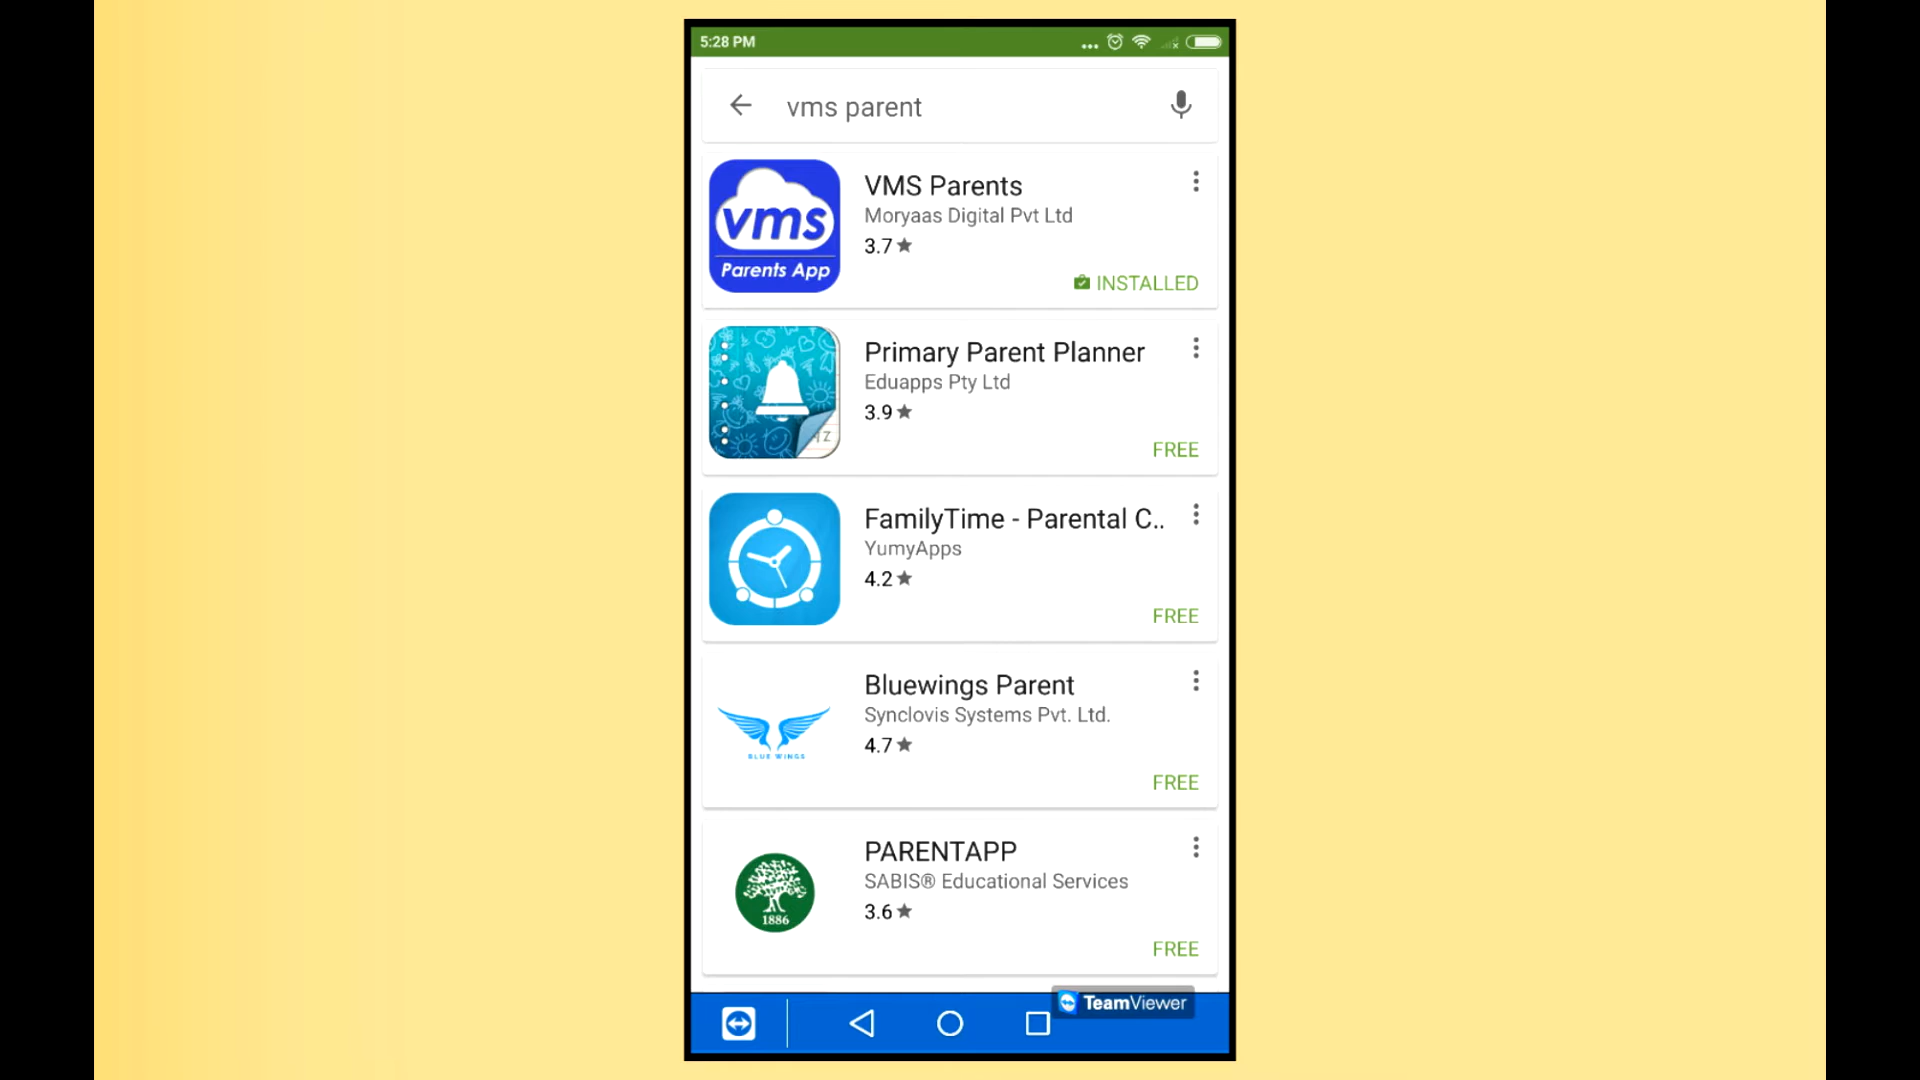 5:28 PM
vms parent
vms
Parents App
VMS Parents
Moryaas Digital Pvt Ltd
3.7
INSTALLED
Primary Parent Planner
Eduapps Pty Ltd
3.9
FREE
FamilyTime - Parental C..
YumyApps
4.2
FREE
BLUE WINGS
Bluewings Parent
Synclovis Systems Pvt. Ltd.
4.7
FREE
1886
PARENTAPP
SABIS® Educational Services
3.6
FREE
TeamViewer